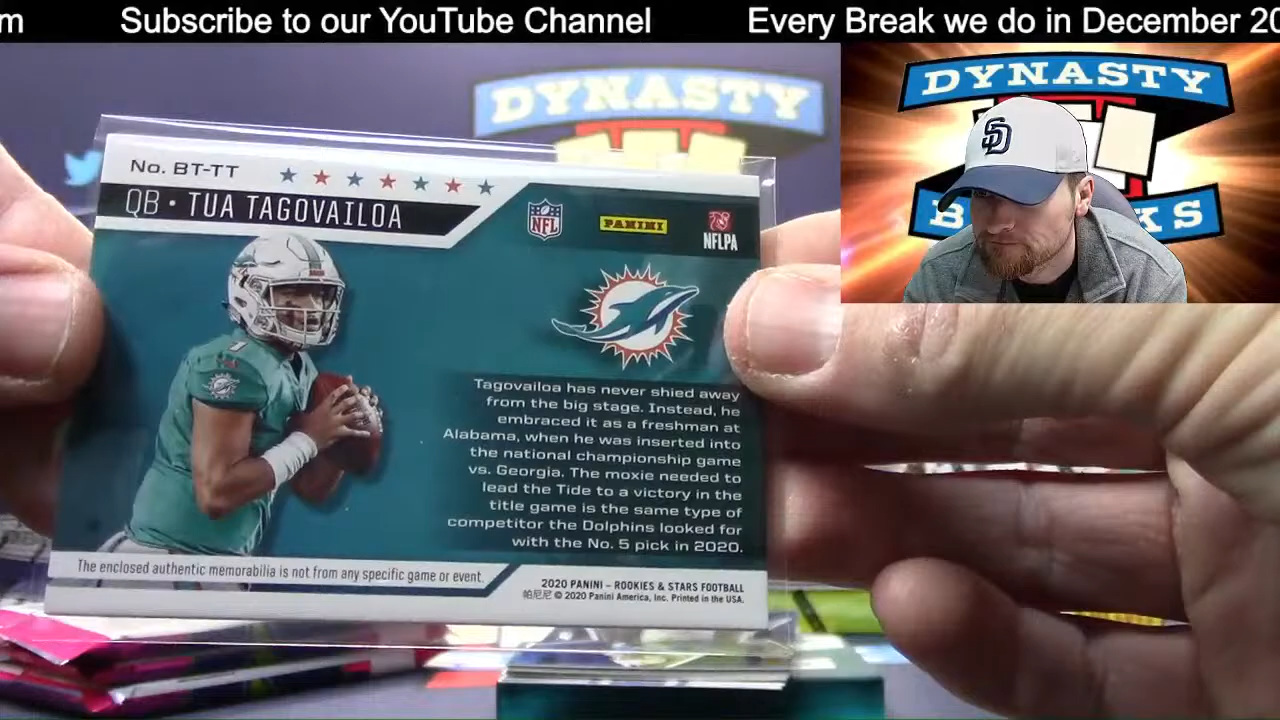 m Subscribe to our YouTube Channel Every Break we do in December 20
DYNASTY
DYNASTY
SD
B KS
No. BT-TT
QB • TUA TAGOVAILOA
NFL
PANINI
NFLPA
Tagovailoa has never shied away
from the big stage. Instead, he
embraced it as a freshman at
Alabama, when he was inserted into
the national championship game
vs. Georgia. The moxie needed to
lead the Tide to a victory in the
title game is the same type of
competitor the Dolphins looked for
with the No. 5 pick in 2020.
The enclosed authentic memorabilia is not from any specific game or event.
2020 PANINI – ROOKIES & STARS FOOTBALL
帕尼尼 © 2020 Panini America, Inc. Printed in the USA.